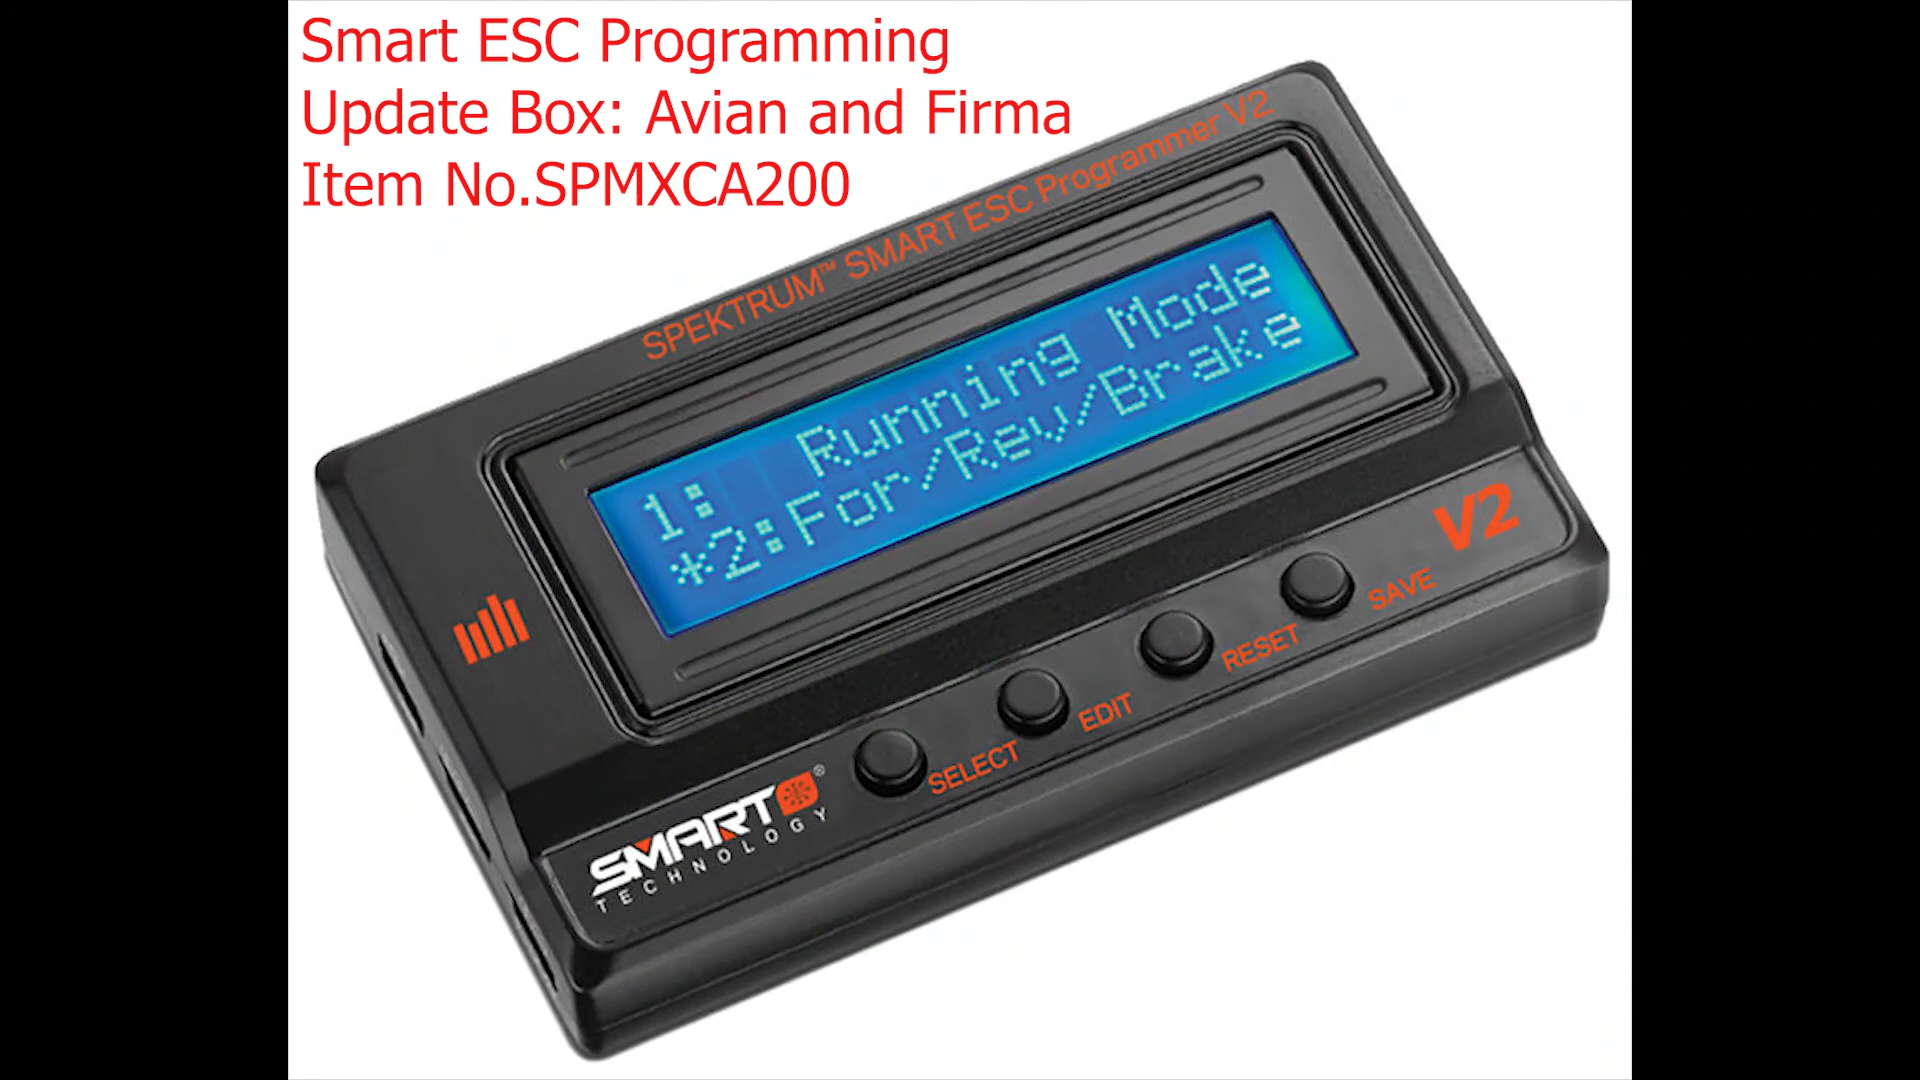 Smart ESC Programming
Update Box: Avian and Firma
Item No.SPMXCA200
SPEKTRUM™ SMART ESC Programmer V2
1: Running Mode
*2:For/Rev/Brake
V2
SELECT EDIT RESET SAVE
SMART®
TECHNOLOGY